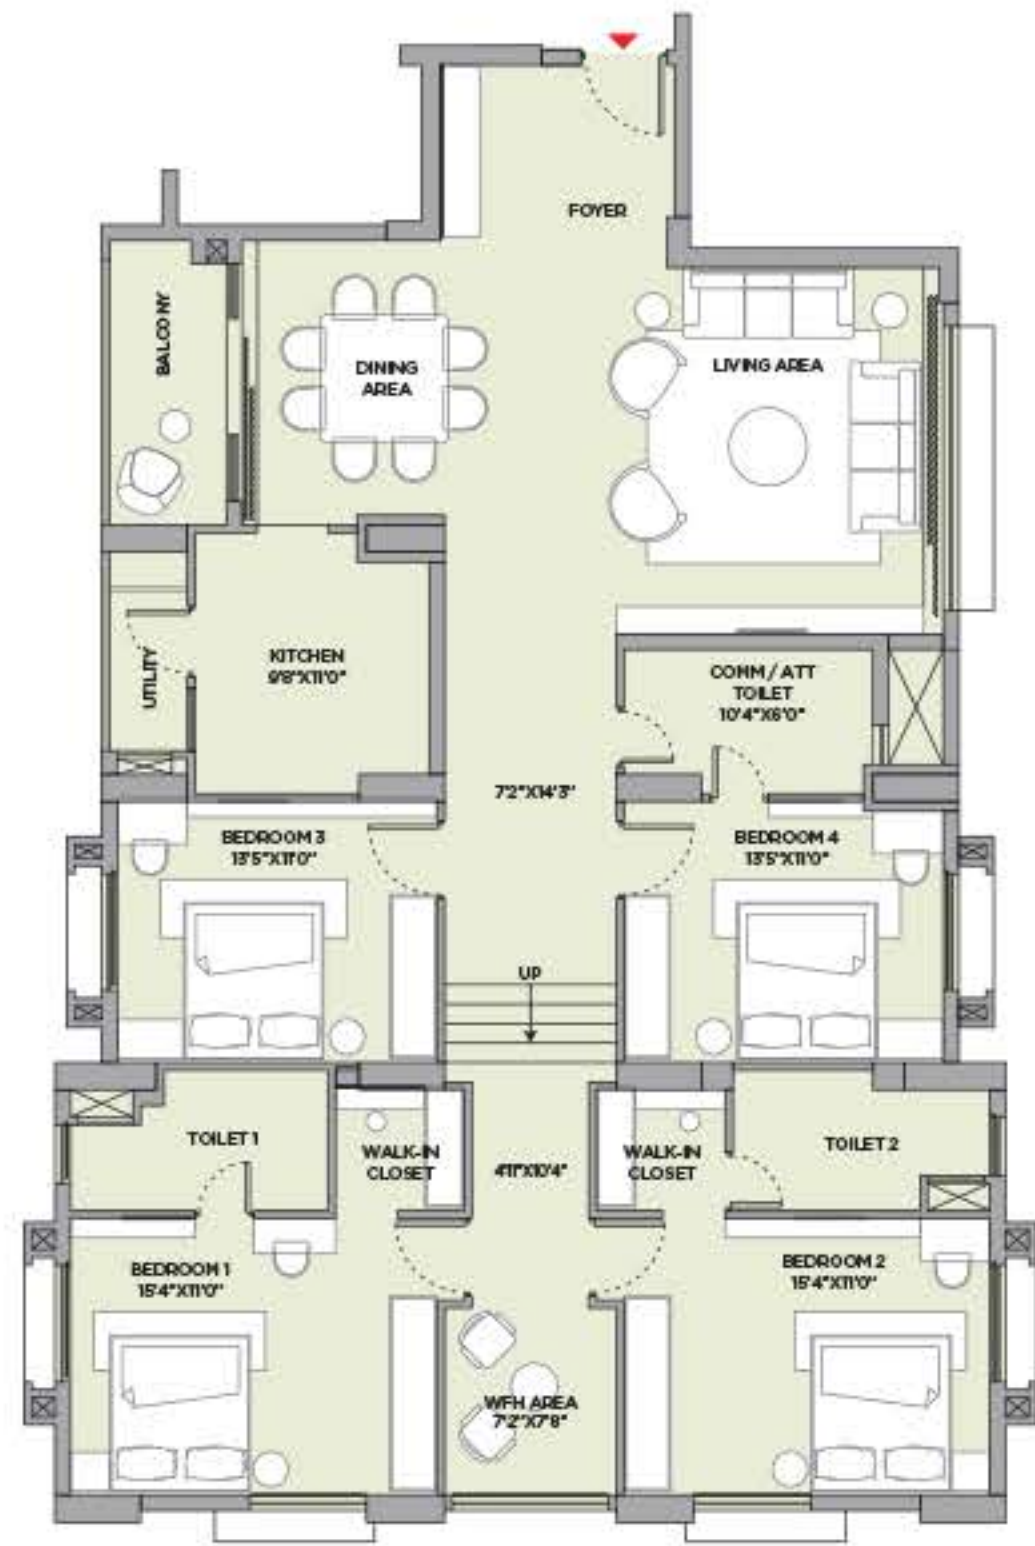 FOYER
BALCONY
DINING
AREA
LIVING AREA
KITCHEN
9'8"X11'0"
UTILITY
COMM / ATT
TOILET
10'4"X6'0"
7'2"X14'3"
BEDROOM 3
13'5"X11'0"
BEDROOM 4
13'5"X11'0"
UP
TOILET 1
WALK-IN
CLOSET
4'11"X10'4"
WALK-IN
CLOSET
TOILET 2
BEDROOM 1
15'4"X11'0"
BEDROOM 2
15'4"X11'0"
WFH AREA
7'2"X7'8"